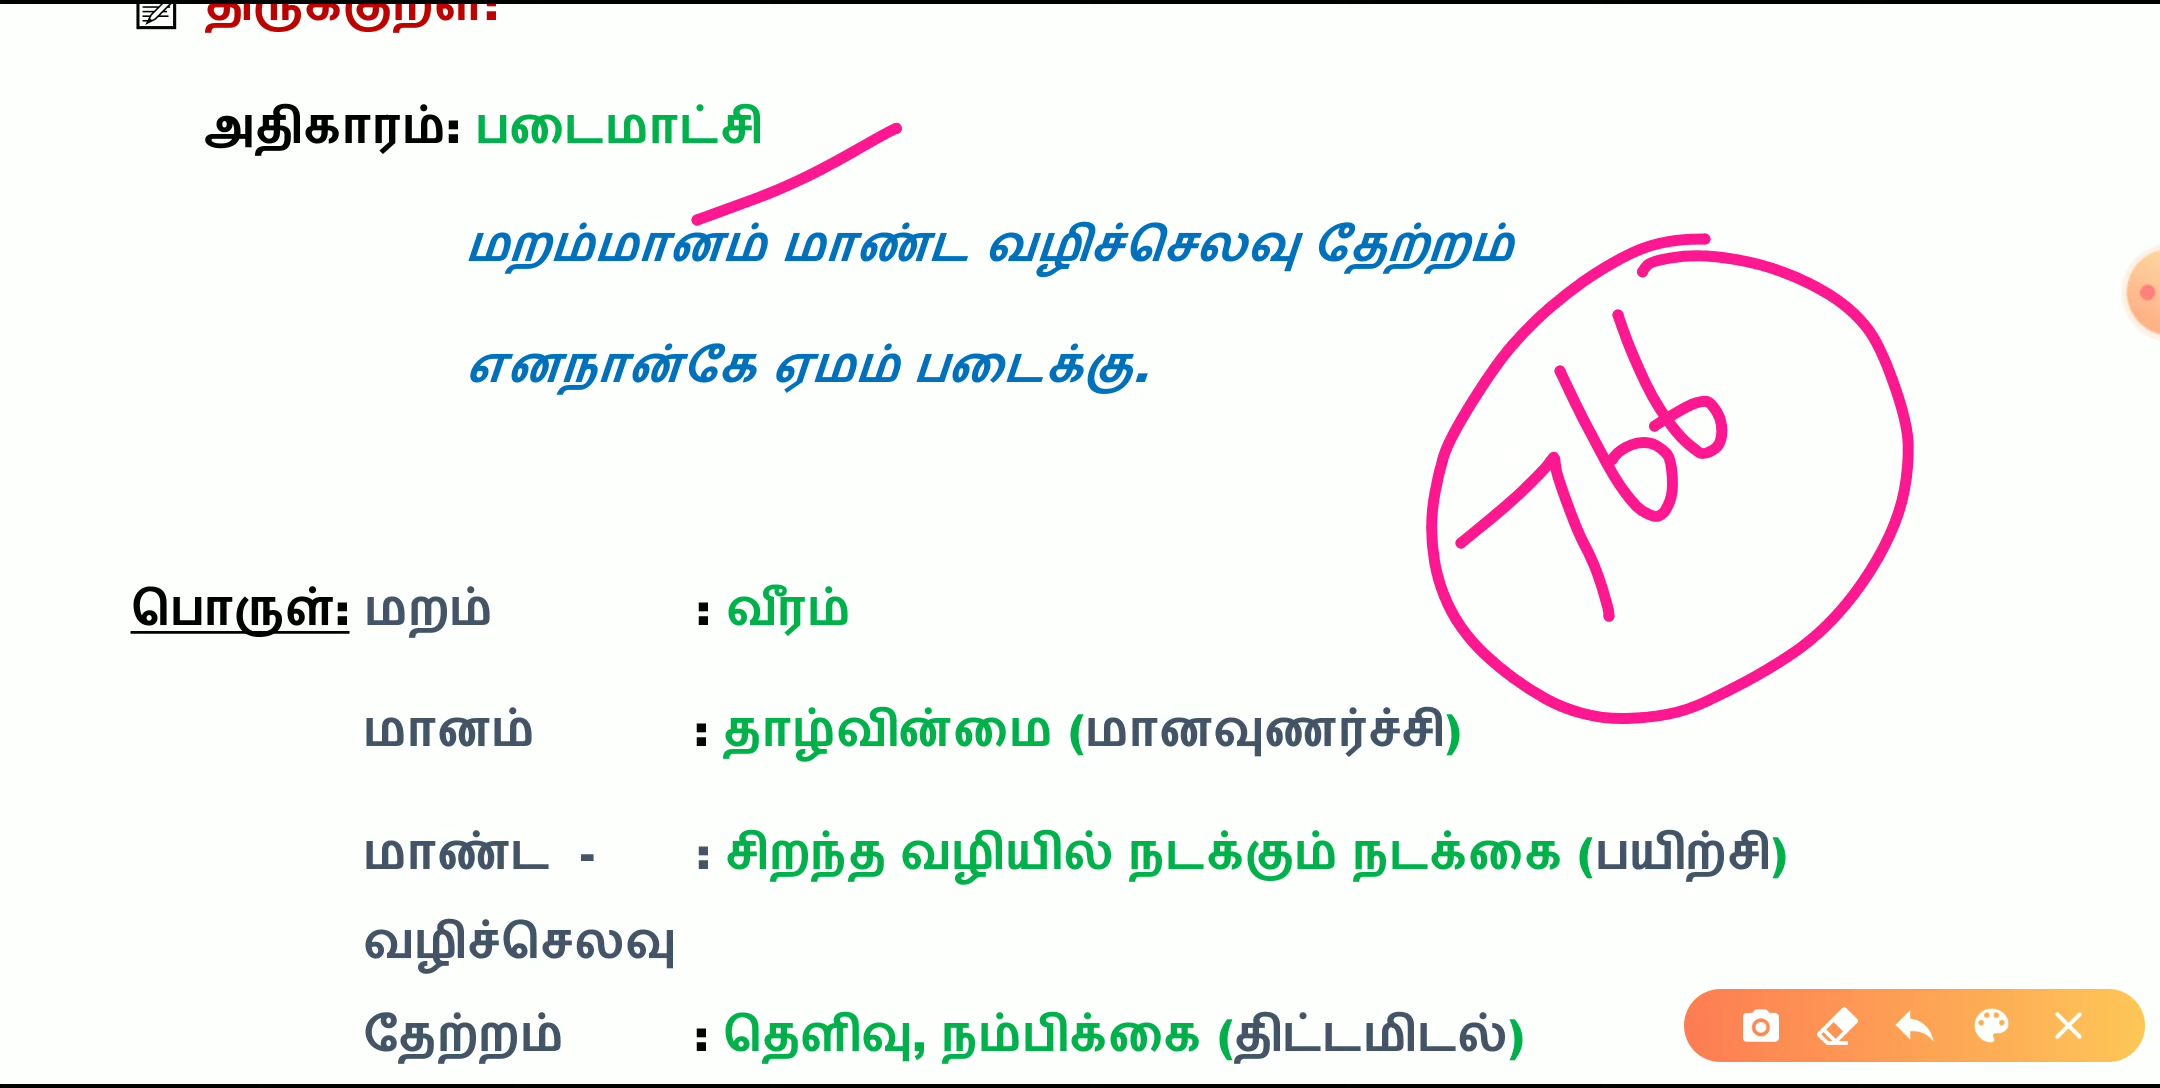 திருக்குறள்:
அதிகாரம்: படைமாட்சி
மறம்மானம் மாண்ட வழிச்செலவு தேற்றம்
எனநான்கே ஏமம் படைக்கு.
766
பொருள்: மறம் : வீரம்
மானம் : தாழ்வின்மை (மானவுணர்ச்சி)
மாண்ட - : சிறந்த வழியில் நடக்கும் நடக்கை (பயிற்சி)
வழிச்செலவு
தேற்றம் : தெளிவு, நம்பிக்கை (திட்டமிடல்)